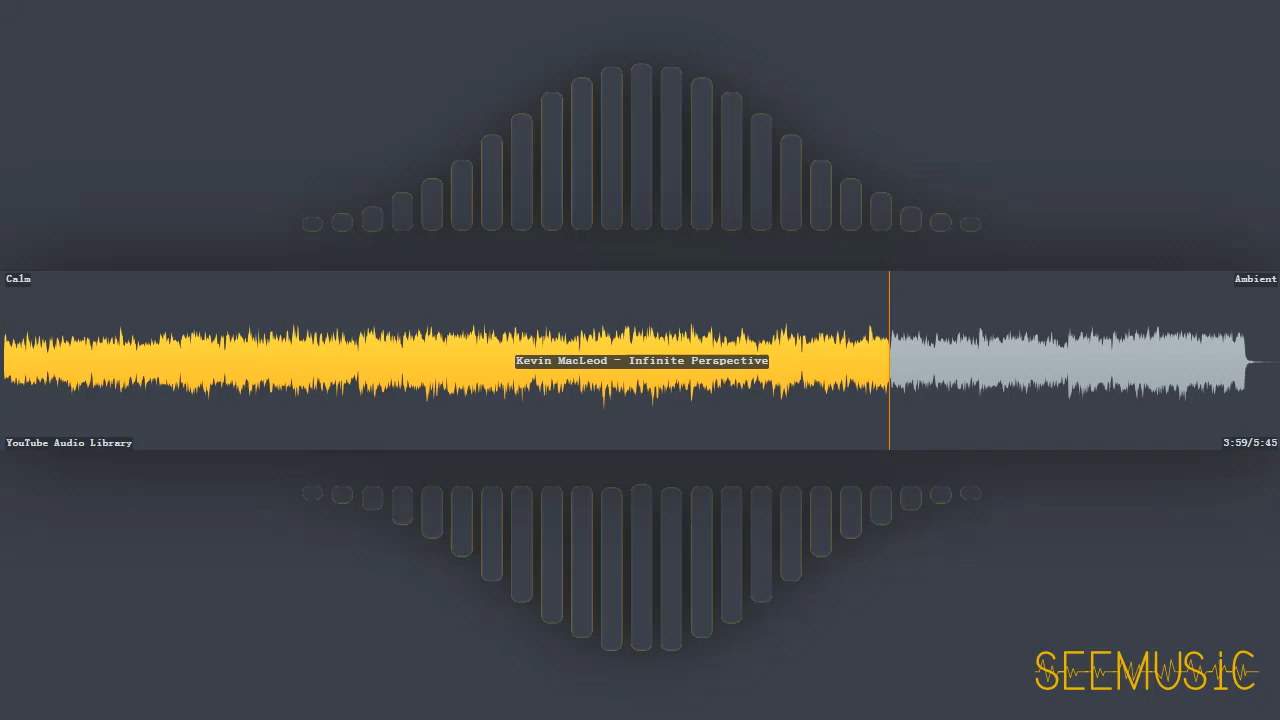 Calm
Ambient
Kevin MacLeod - Infinite Perspective
YouTube Audio Library
3:59/5:45
SEEMUSiC